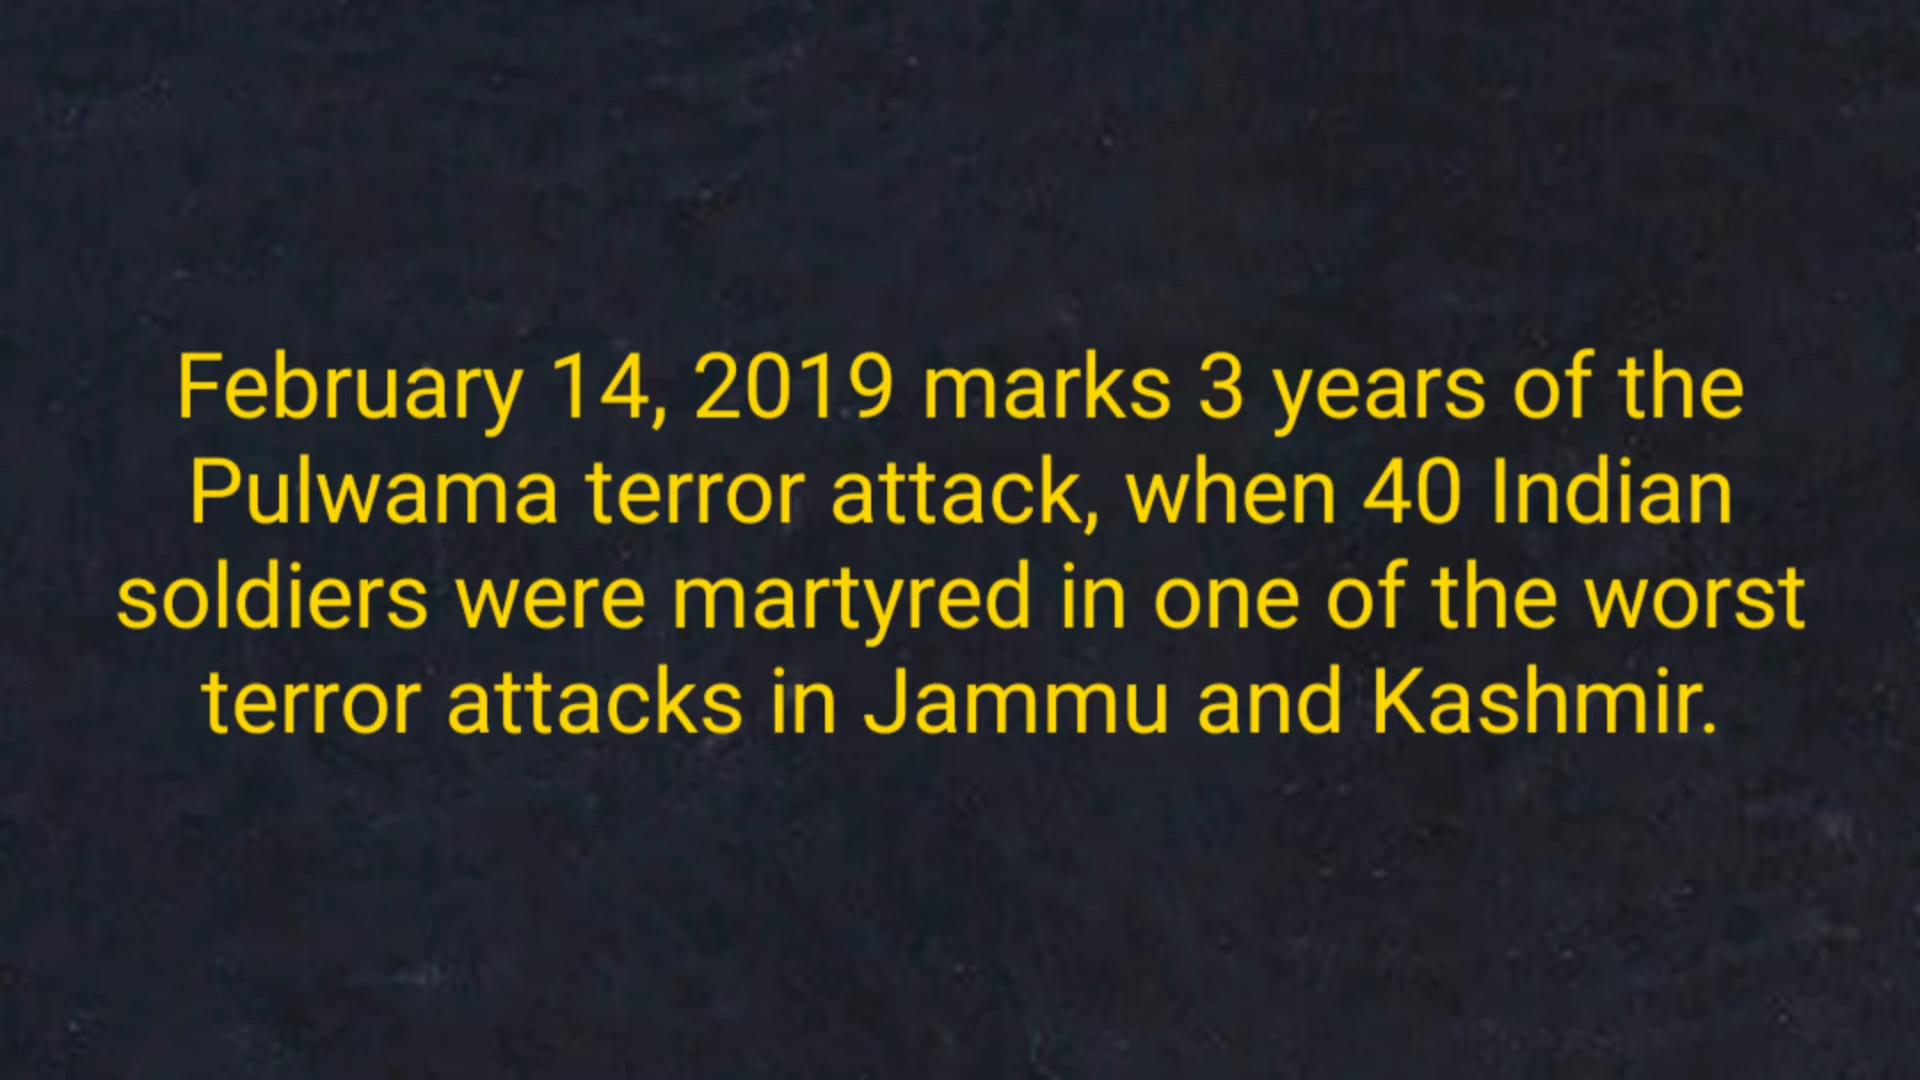 February 14, 2019 marks 3 years of the
Pulwama terror attack, when 40 Indian
soldiers were martyred in one of the worst
terror attacks in Jammu and Kashmir.